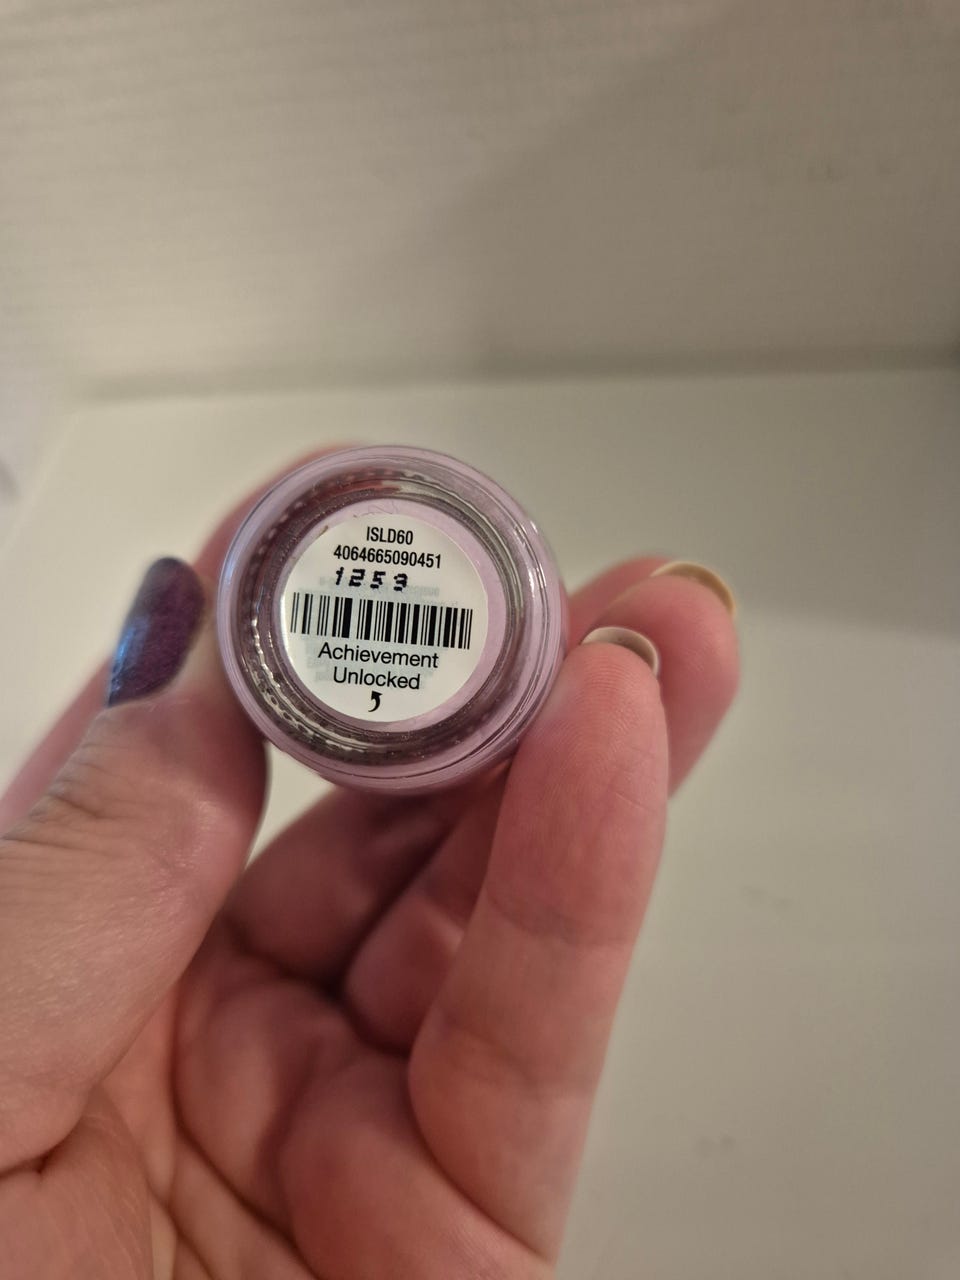 ISLD60
4064665090451
1253
Achievement
Unlocked